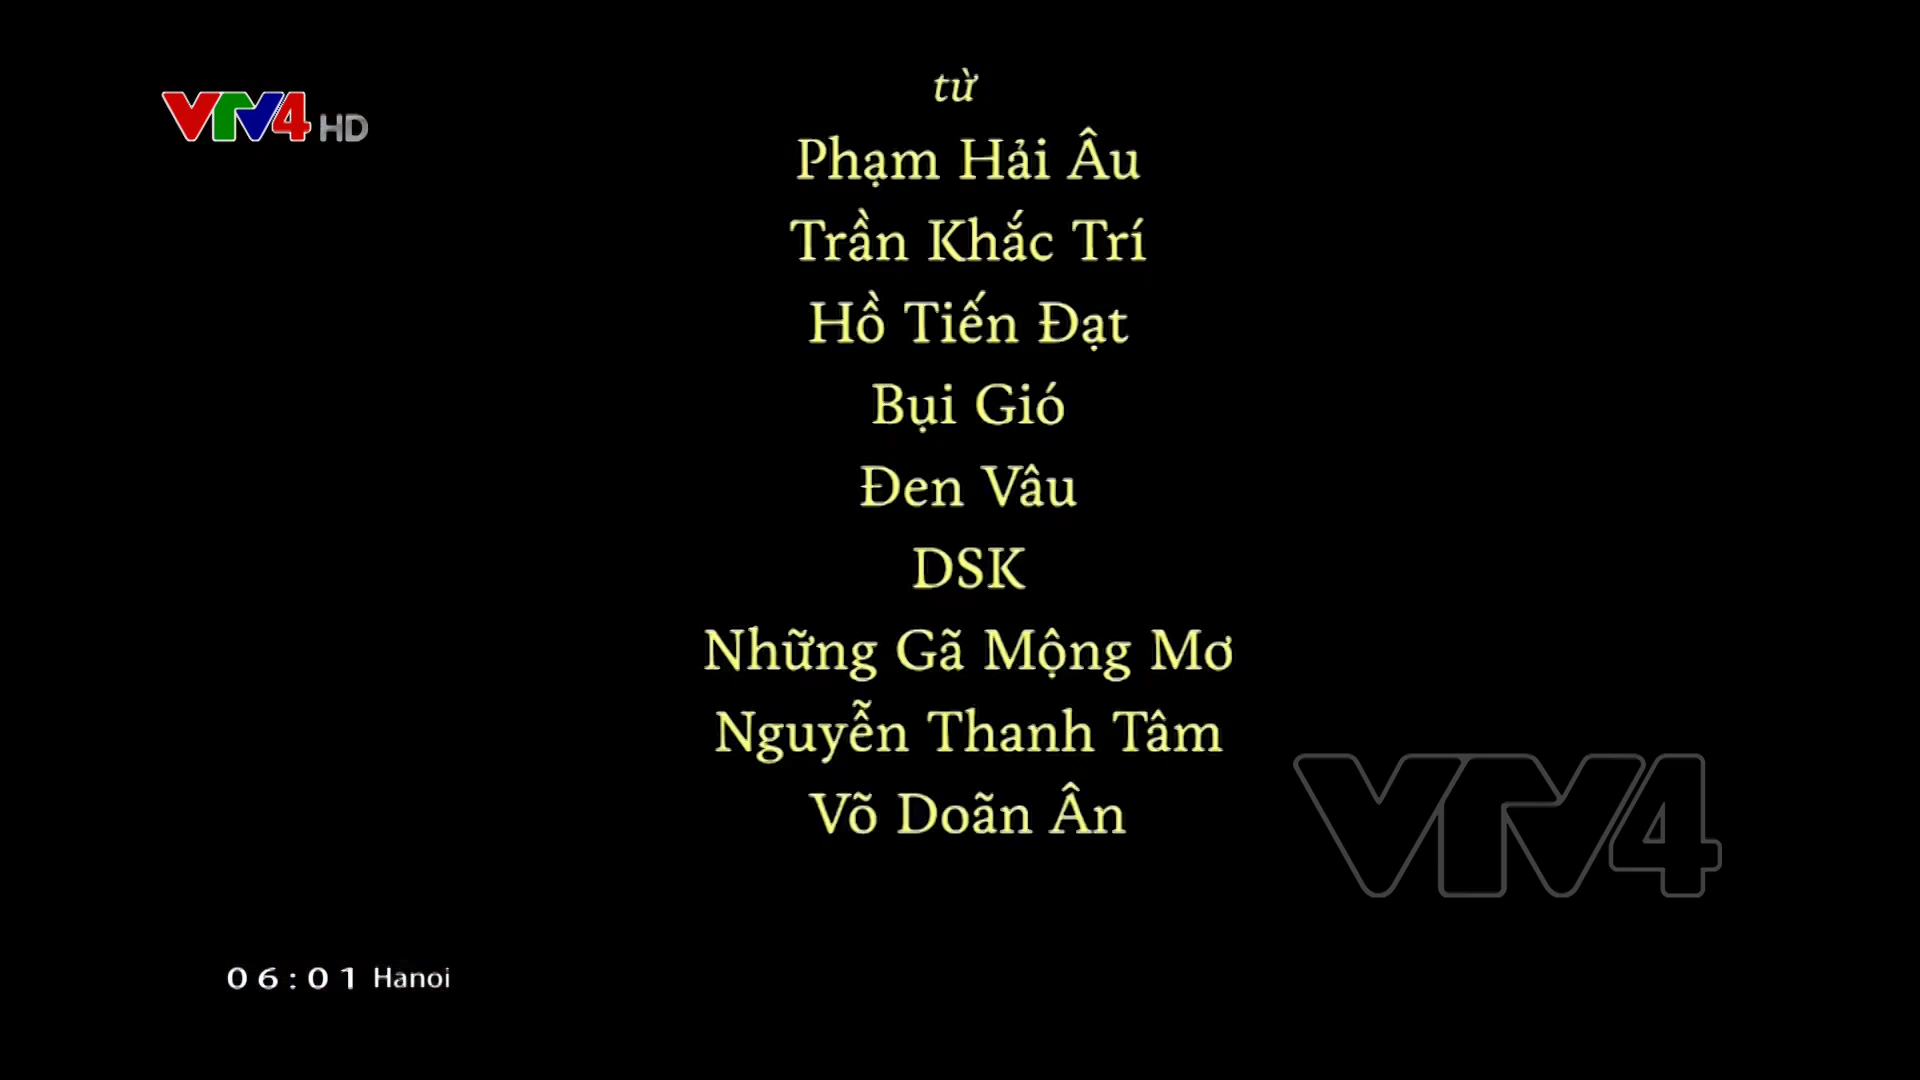 từ
VTV4 HD
Phạm Hải Âu
Trần Khắc Trí
Hồ Tiến Đạt
Bụi Gió
Đen Vâu
DSK
Những Gã Mộng Mơ
Nguyễn Thanh Tâm
Võ Doãn Ân
VTV4
06:01 Hanoi